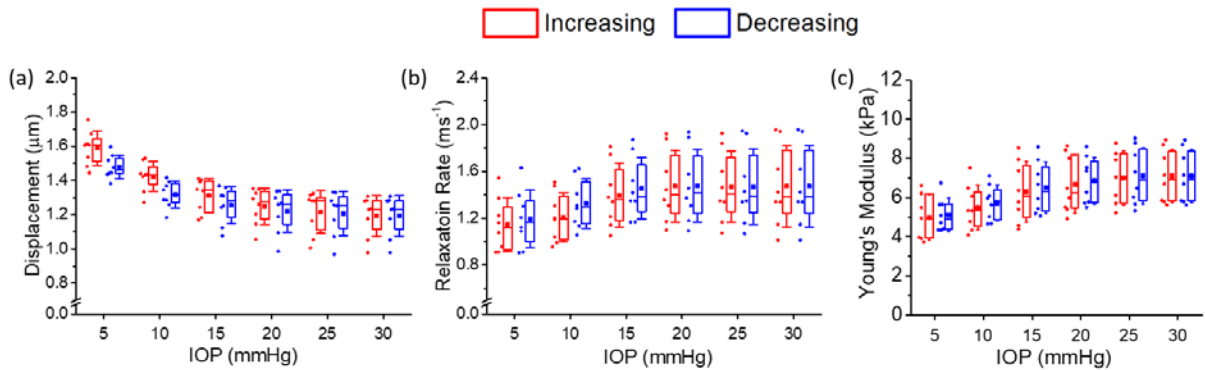 Increasing Decreasing
(a)
Displacement (μm)
2.0
1.8
1.6
1.4
1.2
1.0
0.8
0.0
5 10 15 20 25 30
IOP (mmHg)
(b)
Relaxatoin Rate (ms⁻¹)
2.4
2.0
1.6
1.2
0.8
0.0
5 10 15 20 25 30
IOP (mmHg)
(c)
Young's Modulus (kPa)
12
10
8
6
4
2
0
5 10 15 20 25 30
IOP (mmHg)